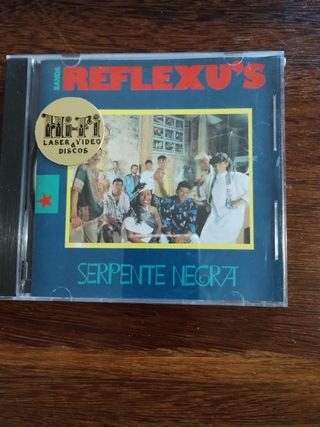 BANDA
REFLEXU'S
LASER VIDEO
&
DISCOS
SERPENTE NEGRA